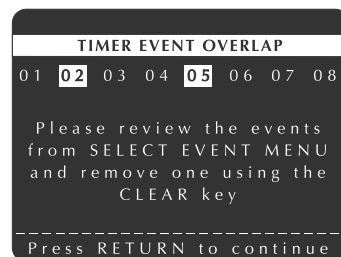 TIMER EVENT OVERLAP
01 02 03 04 05 06 07 08
Please review the events
from SELECT EVENT MENU
and remove one using the
CLEAR key
Press RETURN to continue